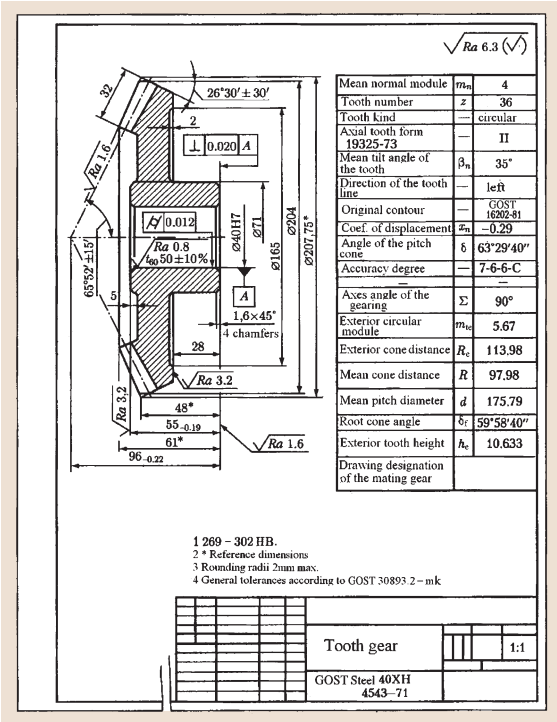 √Ra 6.3 (√)
32
26°30′ ± 30′
2
⊥ 0.020 A
Ra 1.6
0.012
Ra 0.8
t₆₀ 50 ± 10%
65°52′ ± 15′
⌀40H7
⌀71
⌀165
⌀204
⌀207,75*
5
A
1,6×45°
4 chamfers
28
Ra 3.2
Ra 3,2
48*
55₋₀.₁₉
61*
Ra 1.6
96₋₀.₂₂
Mean normal module mₙ 4
Tooth number z 36
Tooth kind — circular
Axial tooth form
19325-73 — II
Mean tilt angle of
the tooth βₙ 35°
Direction of the tooth
line — left
Original contour — GOST
16202-81
Coef. of displacement xₙ −0.29
Angle of the pitch
cone δ 63°29′40″
Accuracy degree — 7-6-6-C
— —
Axes angle of the
gearing Σ 90°
Exterior circular
module mₜₑ 5.67
Exterior cone distance Rₑ 113,98
Mean cone distance R 97,98
Mean pitch diameter d 175.79
Root cone angle δf 59°58′40″
Exterior tooth height hₑ 10.633
Drawing designation
of the mating gear
1 269 – 302 HB.
2 * Reference dimensions
3 Rounding radii 2mm max.
4 General tolerances according to GOST 30893.2 – mk
Tooth gear
1:1
GOST Steel 40XH
4543–71